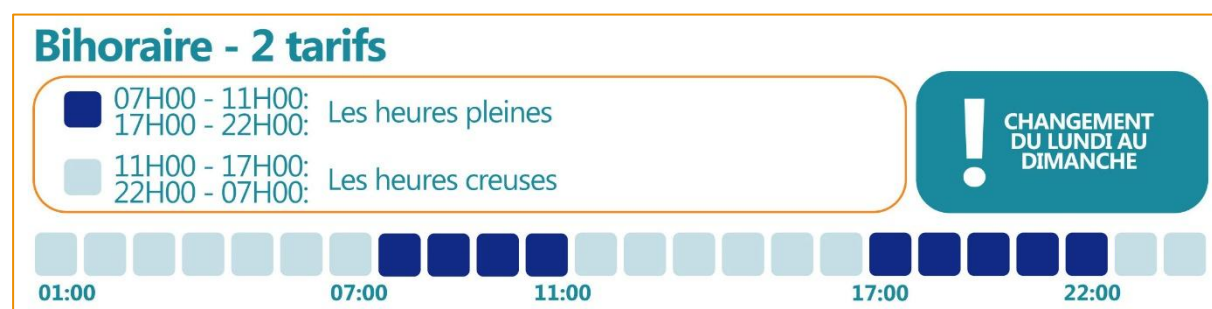 Bihoraire - 2 tarifs
07H00 - 11H00:
17H00 - 22H00:
Les heures pleines
11H00 - 17H00:
22H00 - 07H00:
Les heures creuses
!
CHANGEMENT
DU LUNDI AU
DIMANCHE
01:00 07:00 11:00 17:00 22:00